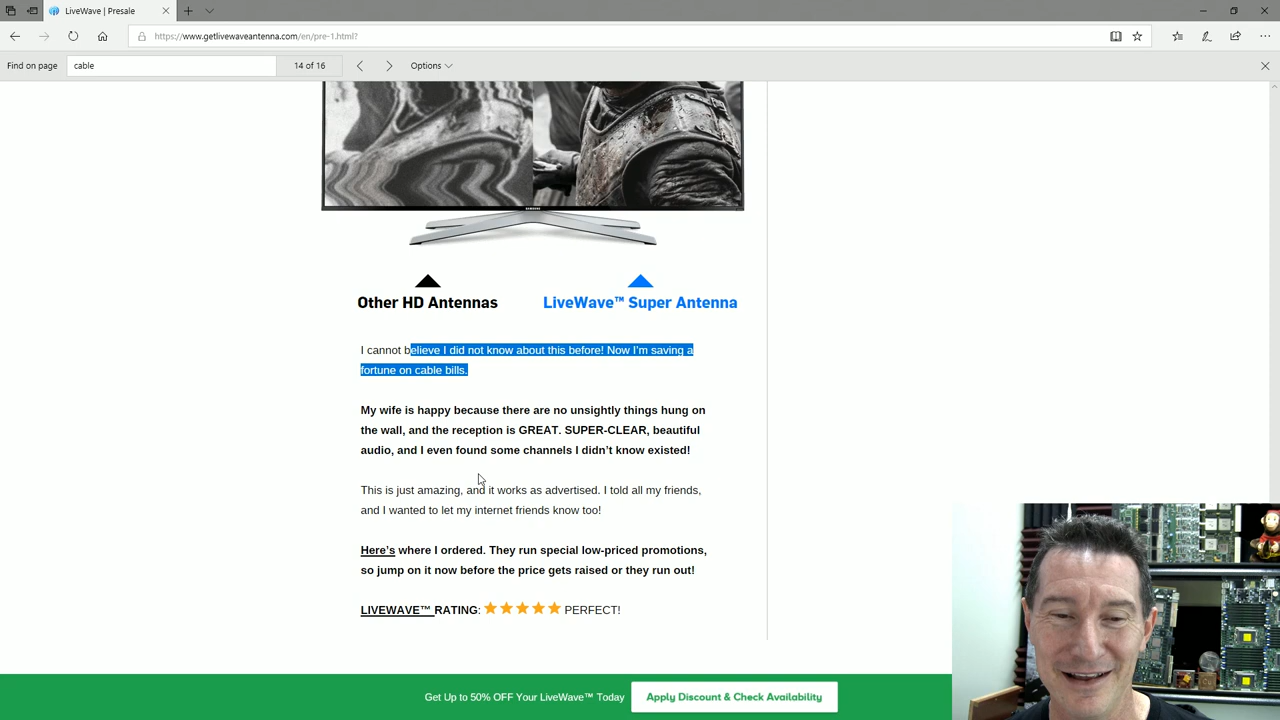 LiveWave | Presale
https://www.getlivewaveantenna.com/en/pre-1.html?
Find on page
cable
14 of 16
Options
SAMSUNG
Other HD Antennas
LiveWave™ Super Antenna
I cannot believe I did not know about this before! Now I'm saving a
fortune on cable bills.
My wife is happy because there are no unsightly things hung on
the wall, and the reception is GREAT. SUPER-CLEAR, beautiful
audio, and I even found some channels I didn't know existed!
This is just amazing, and it works as advertised. I told all my friends,
and I wanted to let my internet friends know too!
Here's where I ordered. They run special low-priced promotions,
so jump on it now before the price gets raised or they run out!
LIVEWAVE™ RATING: ★★★★★ PERFECT!
Get Up to 50% OFF Your LiveWave™ Today
Apply Discount & Check Availability